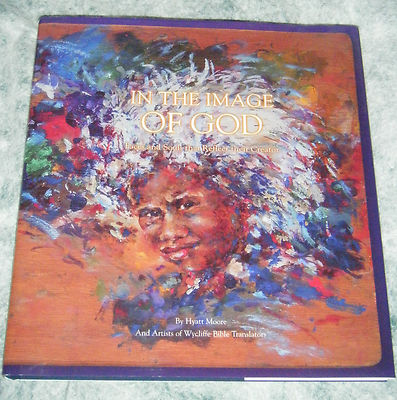 IN THE IMAGE
OF GOD
Faces and Souls that Reflect their Creator
By Hyatt Moore
And Artists of Wycliffe Bible Translators